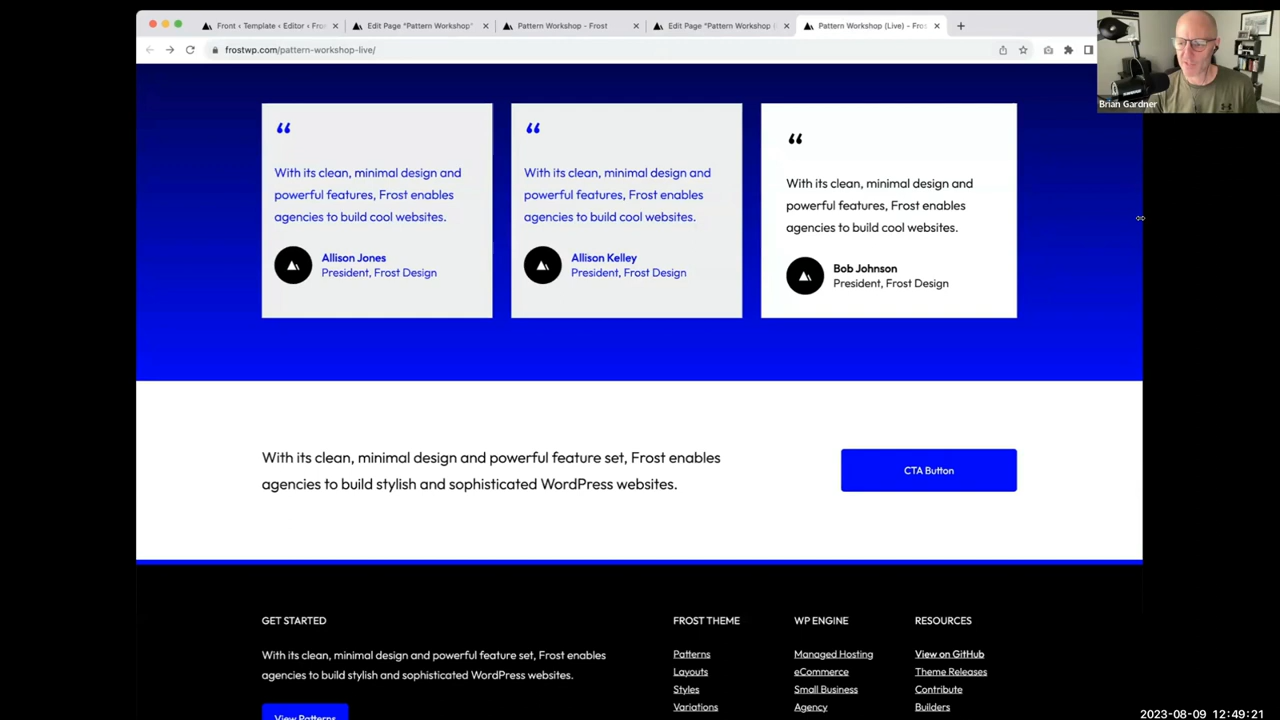 Front ‹ Template ‹ Editor ‹ Fro
Edit Page "Pattern Workshop"
Pattern Workshop - Frost
Edit Page "Pattern Workshop
Pattern Workshop (Live) - Fros
frostwp.com/pattern-workshop-live/
Brian Gardner
“
With its clean, minimal design and
powerful features, Frost enables
agencies to build cool websites.
Allison Jones
President, Frost Design
“
With its clean, minimal design and
powerful features, Frost enables
agencies to build cool websites.
Allison Kelley
President, Frost Design
“
With its clean, minimal design and
powerful features, Frost enables
agencies to build cool websites.
Bob Johnson
President, Frost Design
With its clean, minimal design and powerful feature set, Frost enables
agencies to build stylish and sophisticated WordPress websites.
CTA Button
GET STARTED
With its clean, minimal design and powerful feature set, Frost enables
agencies to build stylish and sophisticated WordPress websites.
View Patterns
FROST THEME
Patterns
Layouts
Styles
Variations
WP ENGINE
Managed Hosting
eCommerce
Small Business
Agency
RESOURCES
View on GitHub
Theme Releases
Contribute
Builders
2023-08-09 12:49:21